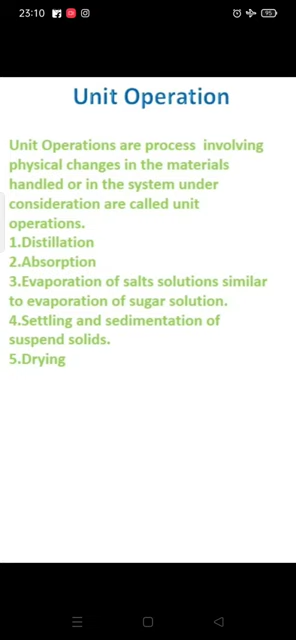 23:10
95
Unit Operation
Unit Operations are process involving
physical changes in the materials
handled or in the system under
consideration are called unit
operations.
1.Distillation
2.Absorption
3.Evaporation of salts solutions similar
to evaporation of sugar solution.
4.Settling and sedimentation of
suspend solids.
5.Drying